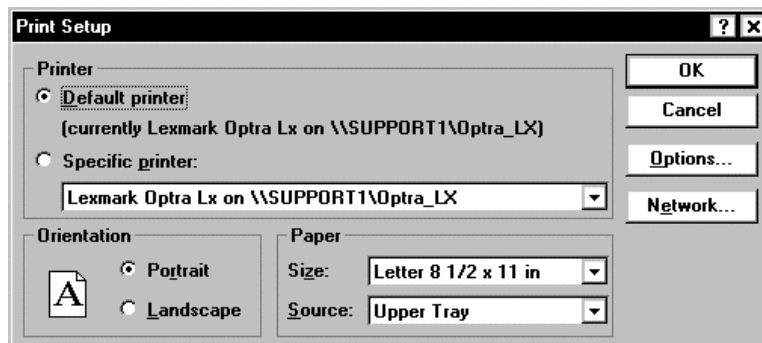 Print Setup
Printer
Default printer
(currently Lexmark Optra Lx on \\SUPPORT1\Optra_LX)
Specific printer:
Lexmark Optra Lx on \\SUPPORT1\Optra_LX
OK
Cancel
Options...
Network...
Orientation
A
Portrait
Landscape
Paper
Size: Letter 8 1/2 x 11 in
Source: Upper Tray